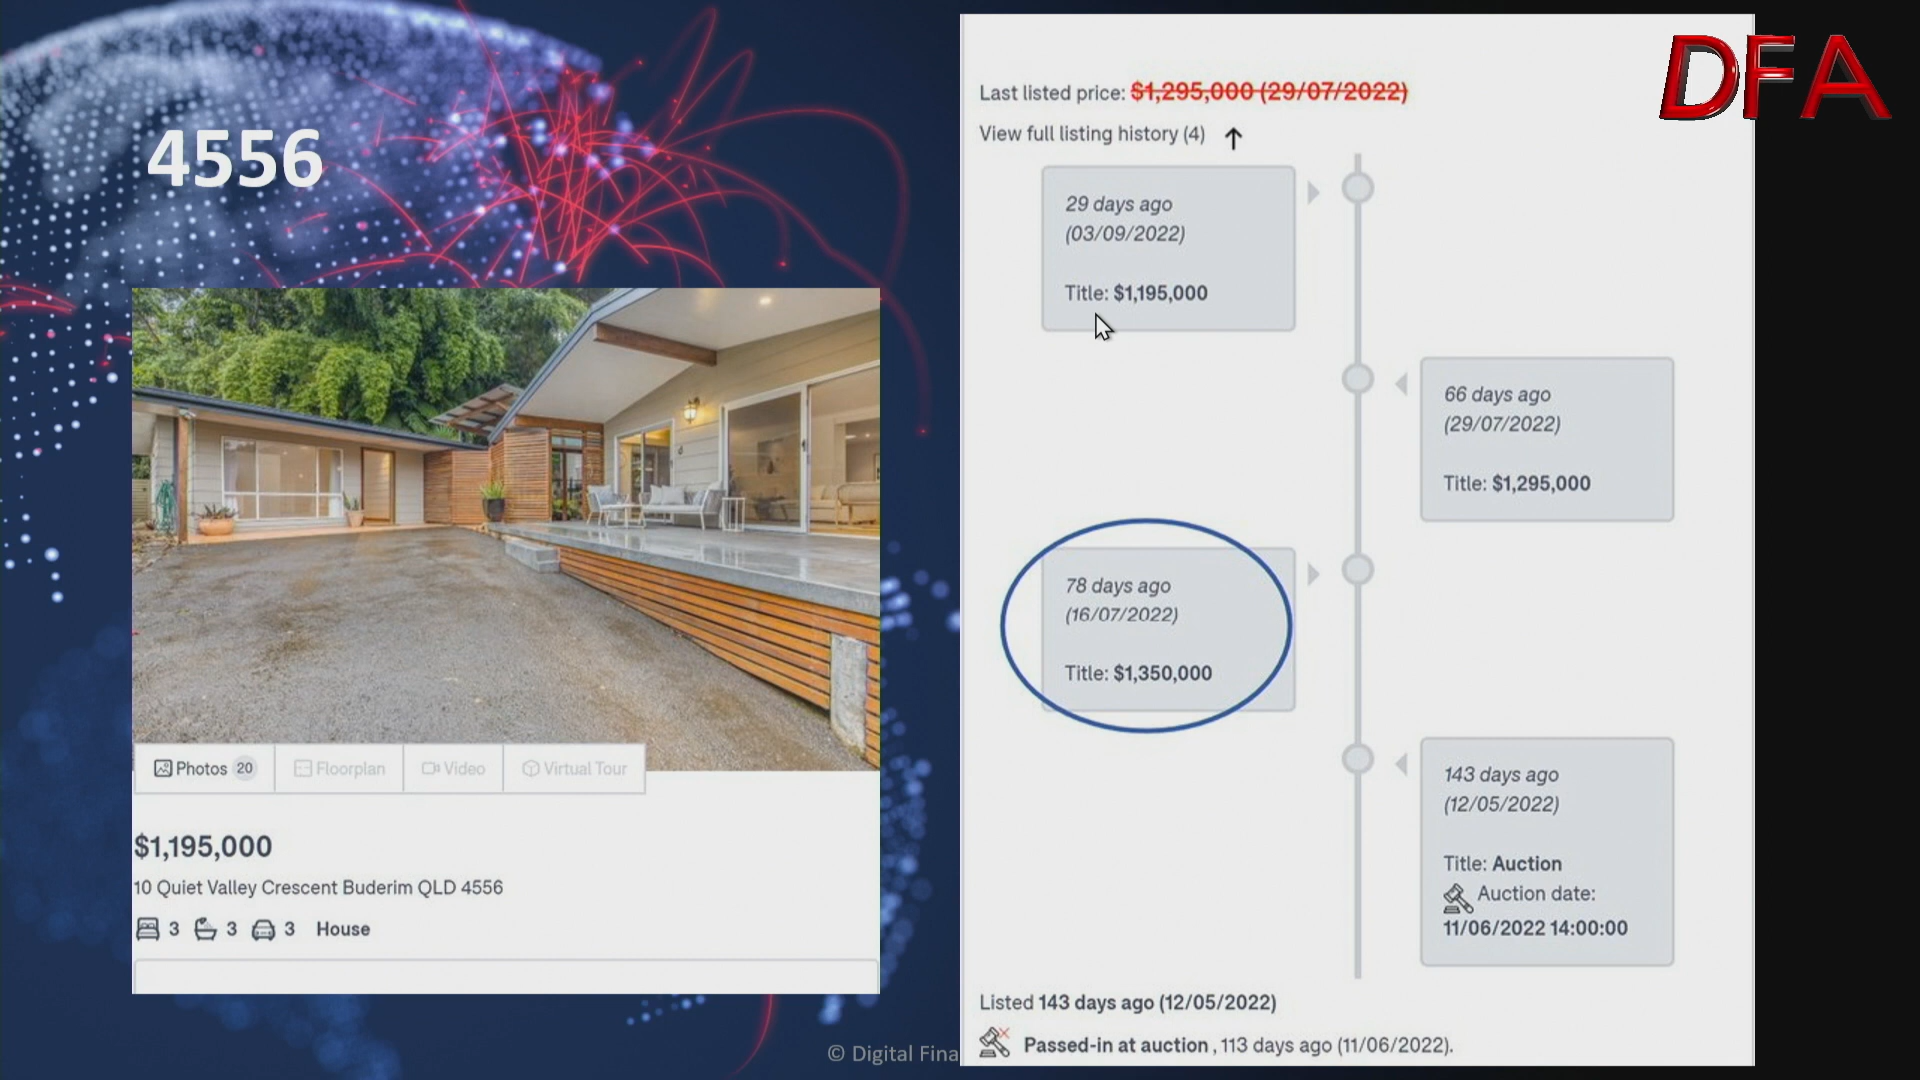 4556
DFA
Photos 20
Floorplan
Video
Virtual Tour
$1,195,000
10 Quiet Valley Crescent Buderim QLD 4556
3 3 3 House
Last listed price: $1,295,000 (29/07/2022)
View full listing history (4)
29 days ago
(03/09/2022)
Title: $1,195,000
66 days ago
(29/07/2022)
Title: $1,295,000
78 days ago
(16/07/2022)
Title: $1,350,000
143 days ago
(12/05/2022)
Title: Auction
Auction date:
11/06/2022 14:00:00
Listed 143 days ago (12/05/2022)
Passed-in at auction , 113 days ago (11/06/2022).
© Digital Fina